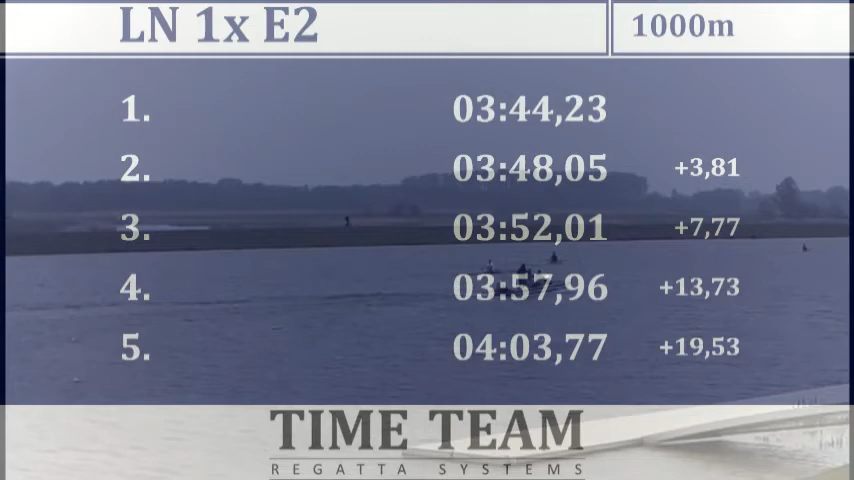 LN 1x E2 1000m
1. 03:44,23
2. 03:48,05 +3,81
3. 03:52,01 +7,77
4. 03:57,96 +13,73
5. 04:03,77 +19,53
TIME TEAM
REGATTA SYSTEMS